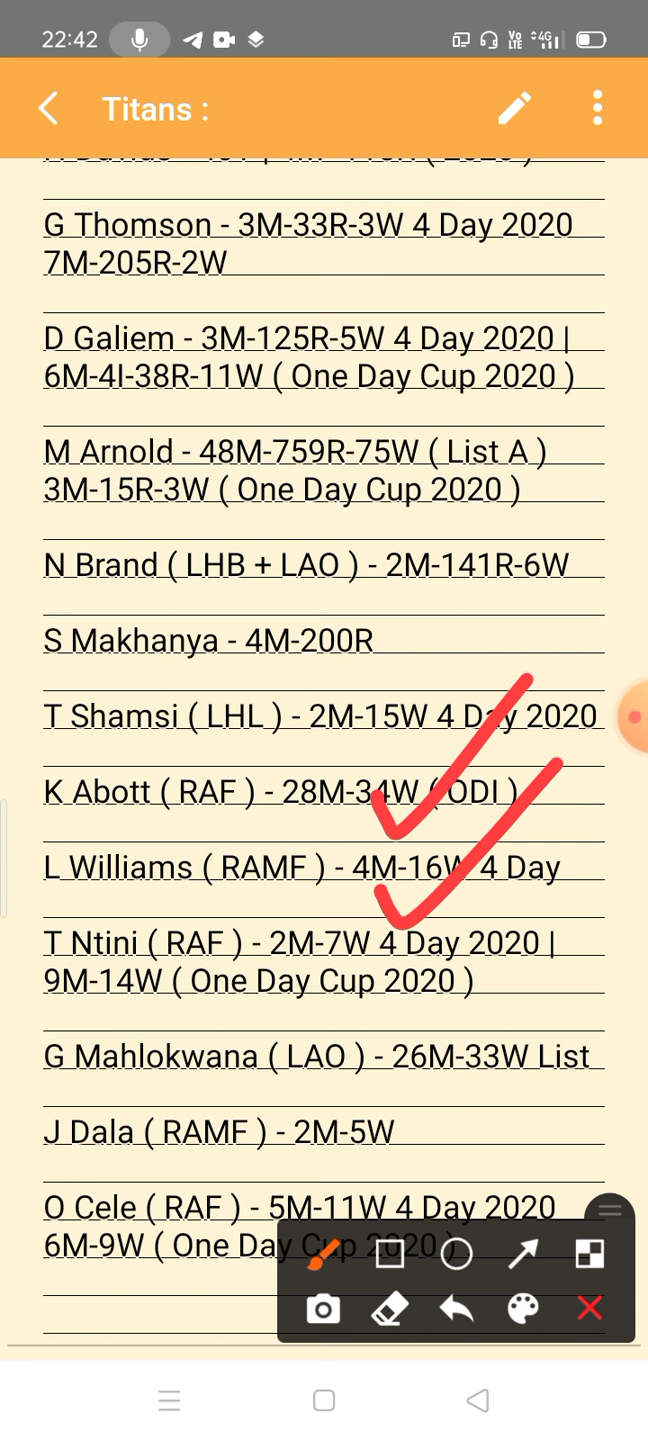 22:42
Vo LTE 4G
Titans :
G Thomson - 3M-33R-3W 4 Day 2020
7M-205R-2W
D Galiem - 3M-125R-5W 4 Day 2020 |
6M-4I-38R-11W ( One Day Cup 2020 )
M Arnold - 48M-759R-75W ( List A )
3M-15R-3W ( One Day Cup 2020 )
N Brand ( LHB + LAO ) - 2M-141R-6W
S Makhanya - 4M-200R
T Shamsi ( LHL ) - 2M-15W 4 Day 2020
K Abott ( RAF ) - 28M-34W ( ODI )
L Williams ( RAMF ) - 4M-16W 4 Day
T Ntini ( RAF ) - 2M-7W 4 Day 2020 |
9M-14W ( One Day Cup 2020 )
G Mahlokwana ( LAO ) - 26M-33W List
J Dala ( RAMF ) - 2M-5W
O Cele ( RAF ) - 5M-11W 4 Day 2020
6M-9W ( One Day Cup 2020 )